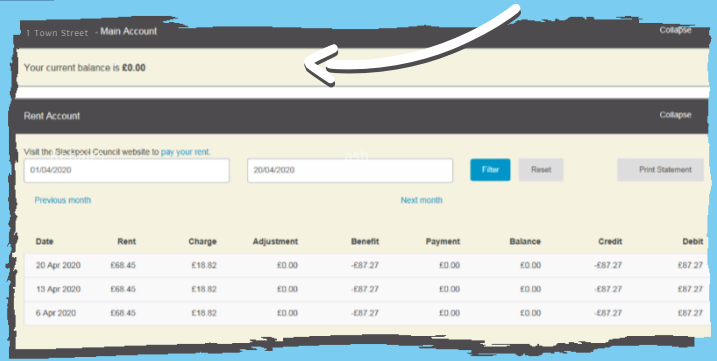 1 Town Street - Main Account Collapse
Your current balance is £0.00
Rent Account Collapse
Visit the Blackpool Council website to pay your rent.
01/04/2020 20/04/2020 Filter Reset Print Statement
Previous month Next month
Date Rent Charge Adjustment Benefit Payment Balance Credit Debit
20 Apr 2020 £68.45 £18.82 £0.00 -£87.27 £0.00 £0.00 -£87.27 £87.27
13 Apr 2020 £68.45 £18.82 £0.00 -£87.27 £0.00 £0.00 -£87.27 £87.27
6 Apr 2020 £68.45 £18.82 £0.00 -£87.27 £0.00 £0.00 -£87.27 £87.27